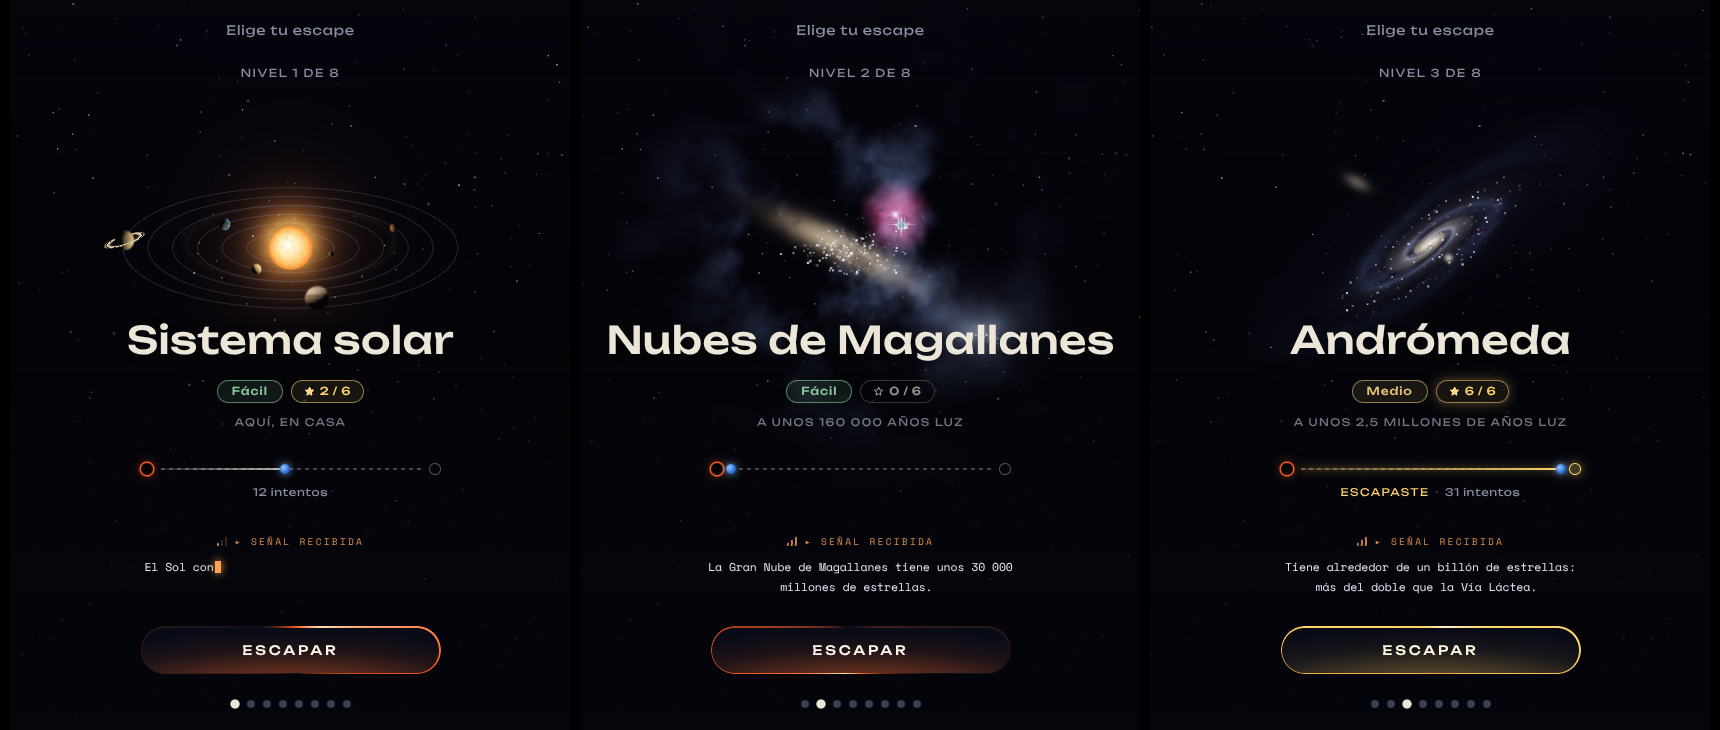 Elige tu escape
NIVEL 1 DE 8
Sistema solar
Fácil
2 / 6
AQUÍ, EN CASA
12 intentos
SEÑAL RECIBIDA
El Sol con
ESCAPAR
Elige tu escape
NIVEL 2 DE 8
Nubes de Magallanes
Fácil
0 / 6
A UNOS 160 000 AÑOS LUZ
SEÑAL RECIBIDA
La Gran Nube de Magallanes tiene unos 30 000
millones de estrellas.
ESCAPAR
Elige tu escape
NIVEL 3 DE 8
Andrómeda
Medio
6 / 6
A UNOS 2,5 MILLONES DE AÑOS LUZ
ESCAPASTE · 31 intentos
SEÑAL RECIBIDA
Tiene alrededor de un billón de estrellas:
más del doble que la Vía Láctea.
ESCAPAR